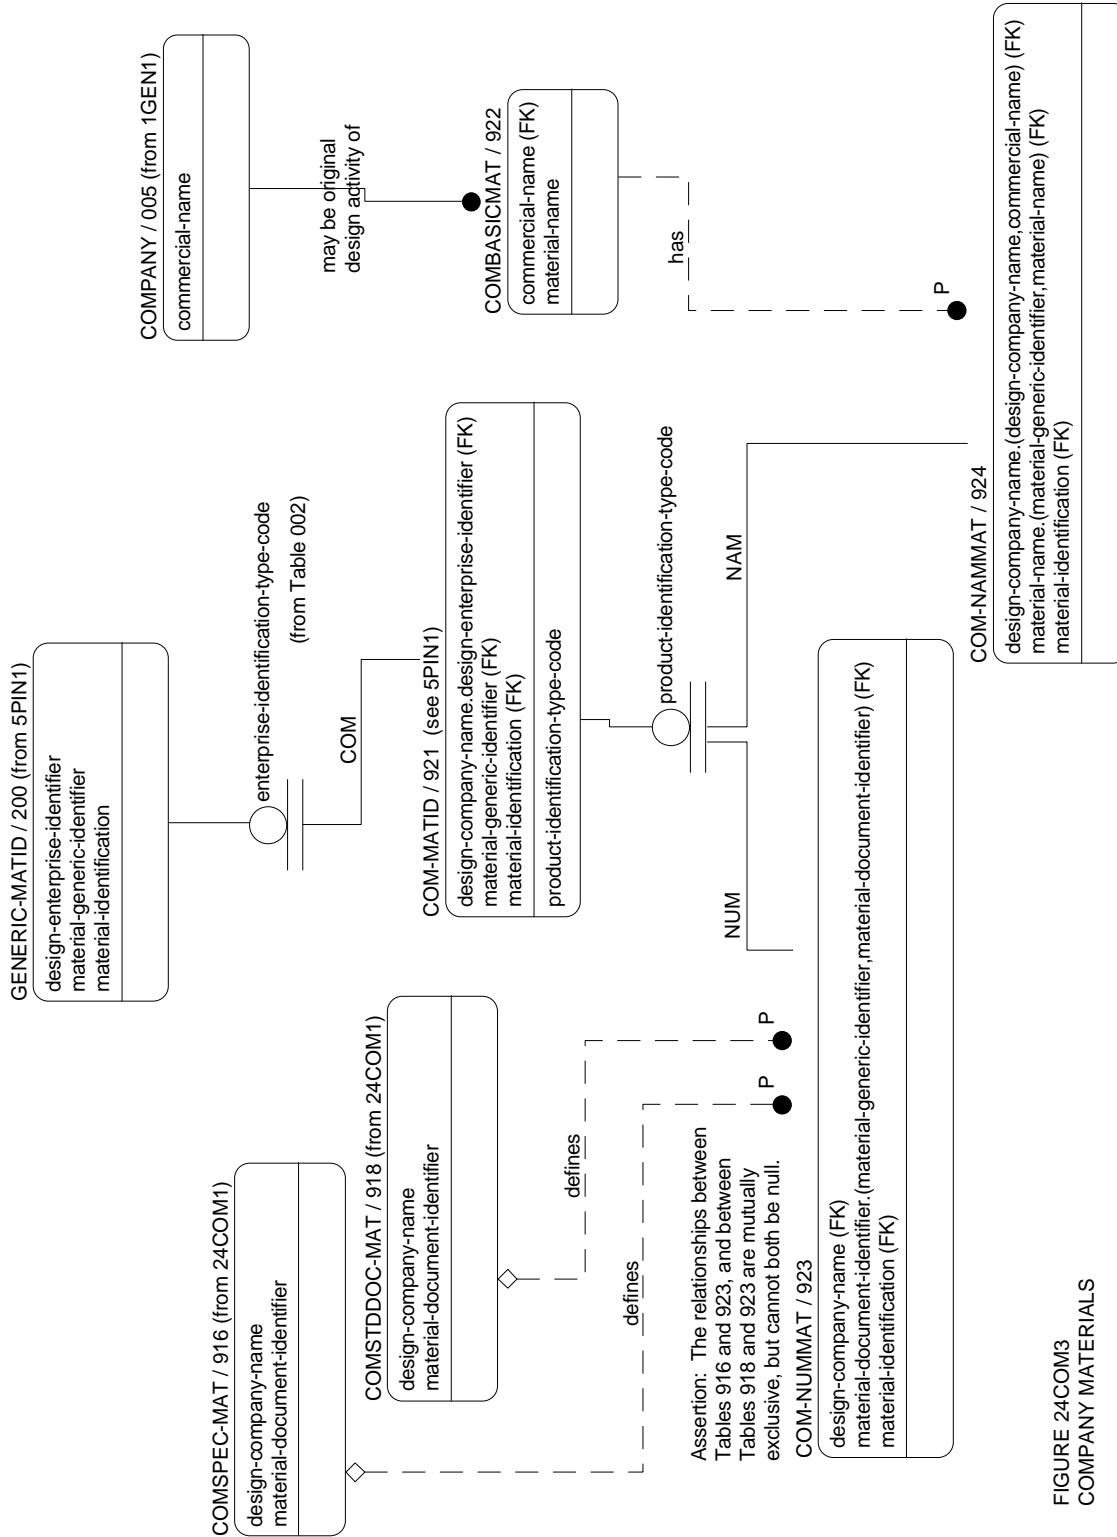 GENERIC-MATID / 200 (from 5PIN1)
design-enterprise-identifier
material-generic-identifier
material-identification
enterprise-identification-type-code
(from Table 002)
COM
COMPANY / 005 (from 1GEN1)
commercial-name
may be original
design activity of
COMSPEC-MAT / 916 (from 24COM1)
design-company-name
material-document-identifier
COMSTDDOC-MAT / 918 (from 24COM1)
design-company-name
material-document-identifier
COM-MATID / 921 (see 5PIN1)
design-company-name.design-enterprise-identifier (FK)
material-generic-identifier (FK)
material-identification (FK)
product-identification-type-code
COMBASICMAT / 922
commercial-name (FK)
material-name
defines
defines
product-identification-type-code
has
NUM
NAM
P
P
P
Assertion: The relationships between
Tables 916 and 923, and between
Tables 918 and 923 are mutually
exclusive, but cannot both be null.
COM-NUMMAT / 923
design-company-name (FK)
material-document-identifier.(material-generic-identifier,material-document-identifier) (FK)
material-identification (FK)
COM-NAMMAT / 924
design-company-name.(design-company-name,commercial-name) (FK)
material-name.(material-generic-identifier,material-name) (FK)
material-identification (FK)
FIGURE 24COM3
COMPANY MATERIALS